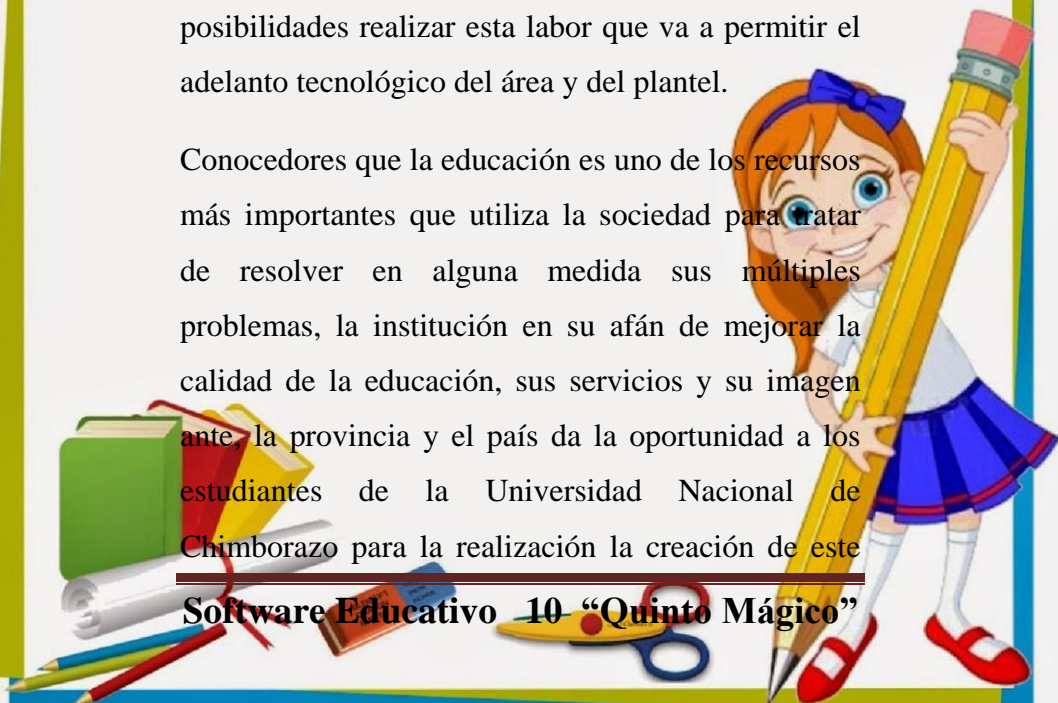 posibilidades realizar esta labor que va a permitir el
adelanto tecnológico del área y del plantel.
Conocedores que la educación es uno de los recursos
más importantes que utiliza la sociedad para tratar
de resolver en alguna medida sus múltiples
problemas, la institución en su afán de mejorar la
calidad de la educación, sus servicios y su imagen
ante, la provincia y el país da la oportunidad a los
estudiantes de la Universidad Nacional de
Chimborazo para la realización la creación de este
Software Educativo 10 “Quinto Mágico”